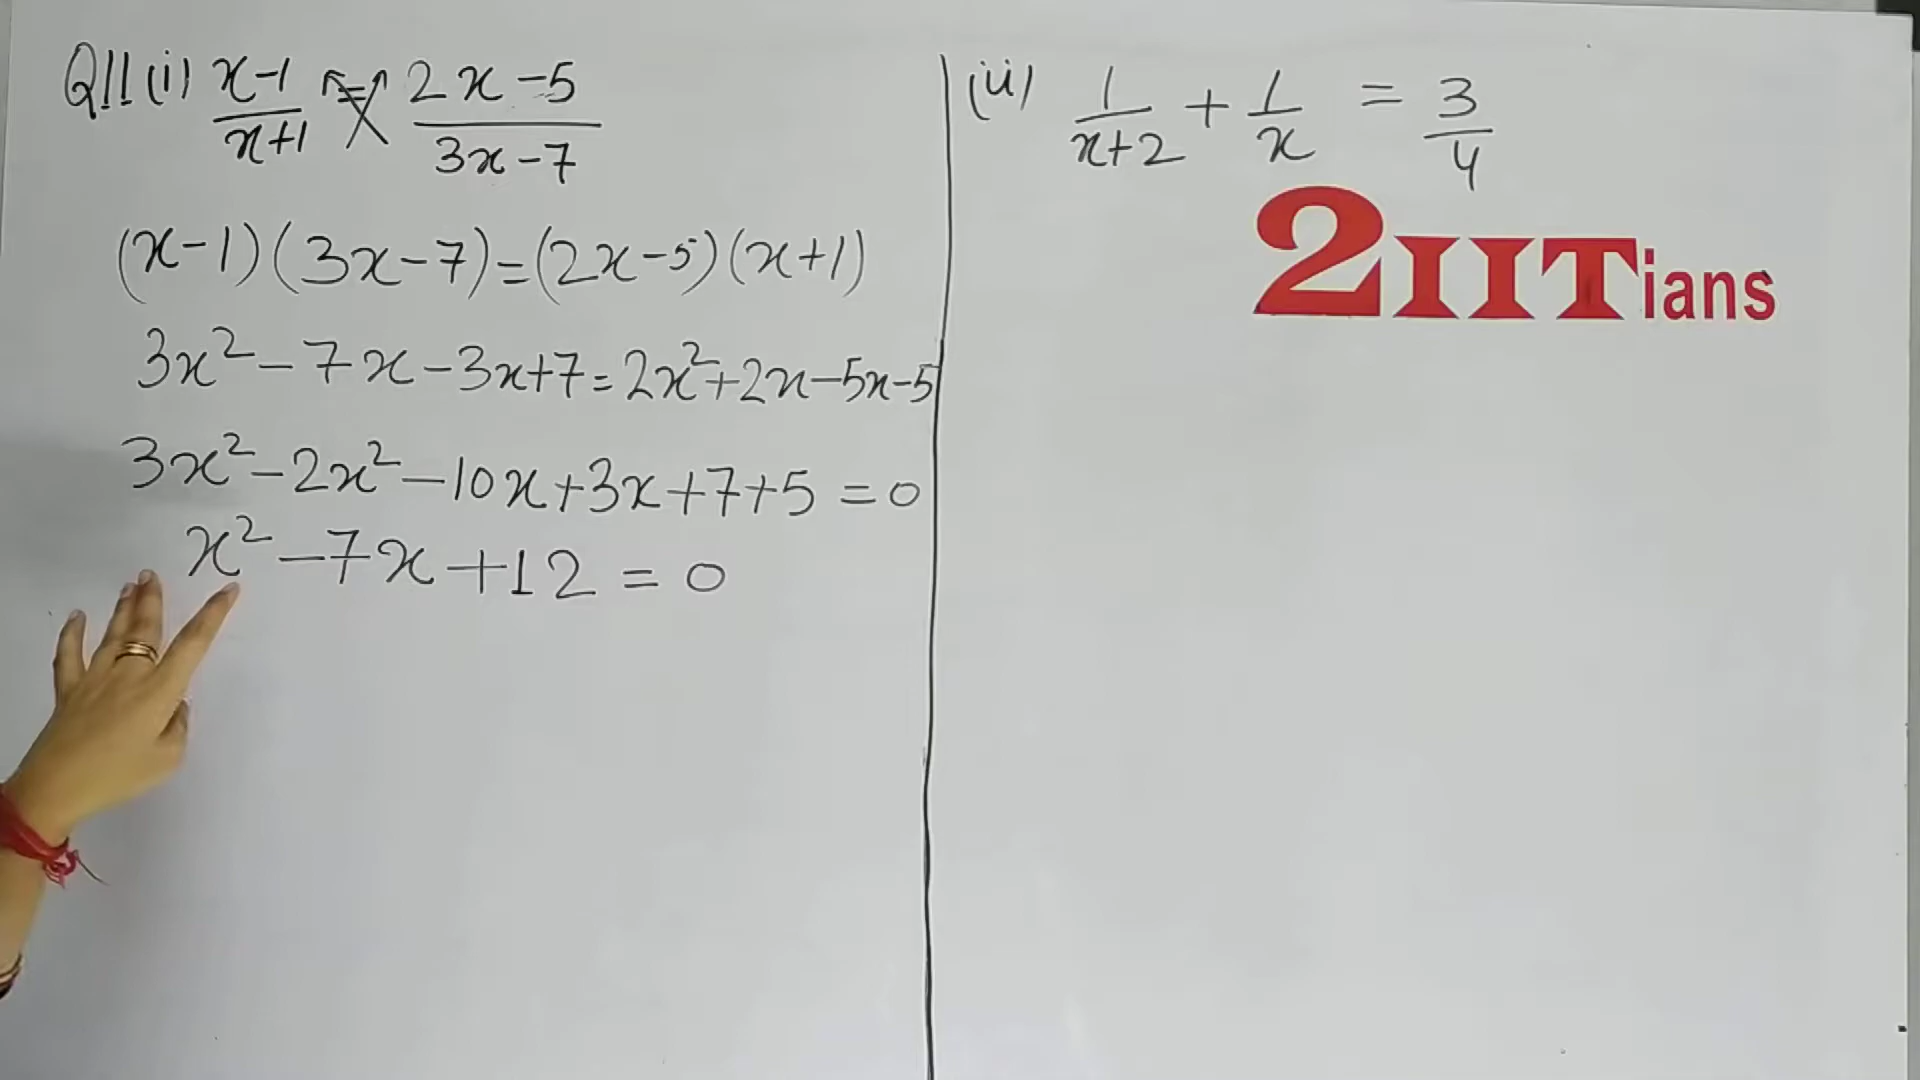 Q11 (i) x-1/x+1 = 2x-5/3x-7
(x-1)(3x-7)=(2x-5)(x+1)
3x²-7x-3x+7=2x²+2x-5x-5
3x²-2x²-10x+3x+7+5=0
x²-7x+12=0
(ii) 1/x+2 + 1/x = 3/4
2IITians